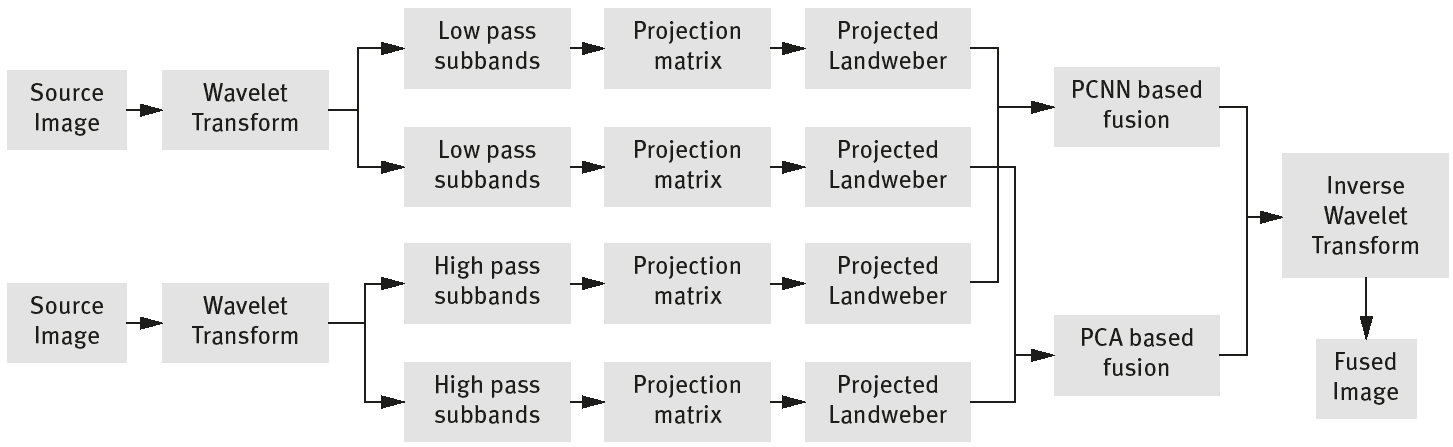 Source
Image
Wavelet
Transform
Low pass
subbands
Projection
matrix
Projected
Landweber
Low pass
subbands
Projection
matrix
Projected
Landweber
PCNN based
fusion
Source
Image
Wavelet
Transform
High pass
subbands
Projection
matrix
Projected
Landweber
High pass
subbands
Projection
matrix
Projected
Landweber
PCA based
fusion
Inverse
Wavelet
Transform
Fused
Image